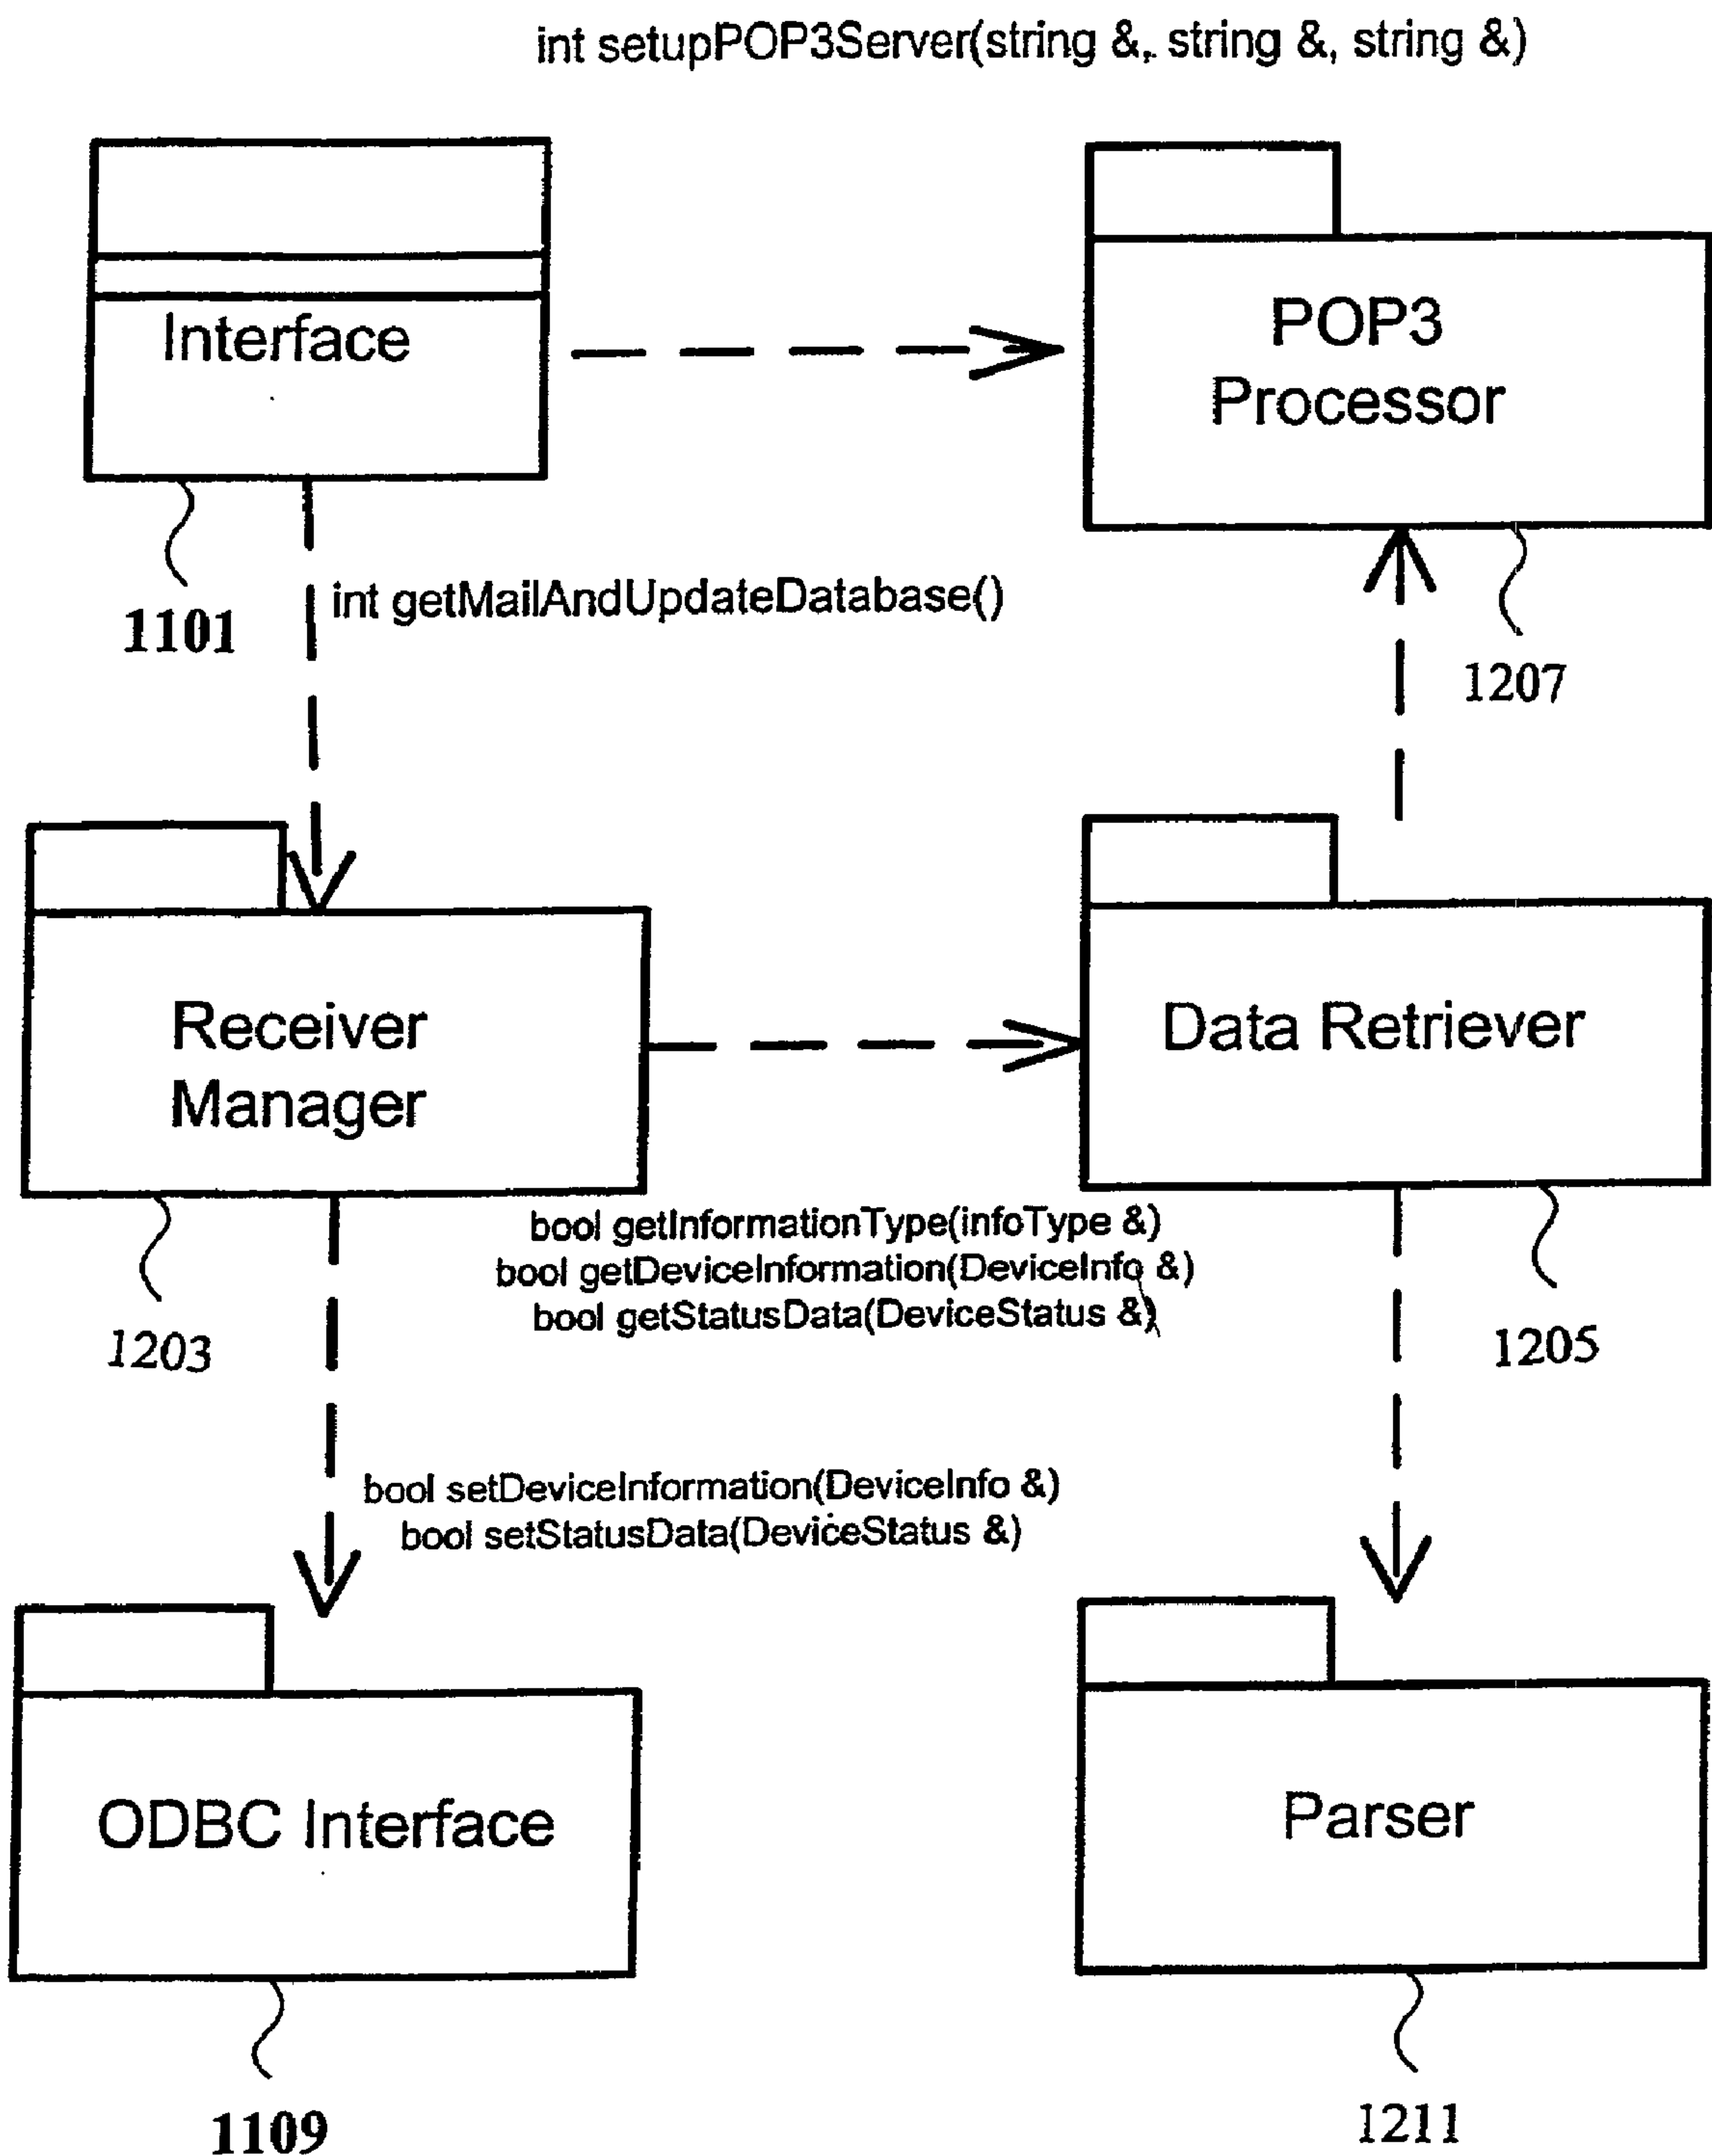 int setupPOP3Server(string &, string &, string &)
Interface
POP3
Processor
1101
int getMailAndUpdateDatabase()
1207
Receiver
Manager
Data Retriever
bool getInformationType(infoType &)
bool getDeviceInformation(DeviceInfo &)
bool getStatusData(DeviceStatus &)
1203
1205
bool setDeviceInformation(DeviceInfo &)
bool setStatusData(DeviceStatus &)
ODBC Interface
Parser
1109
1211